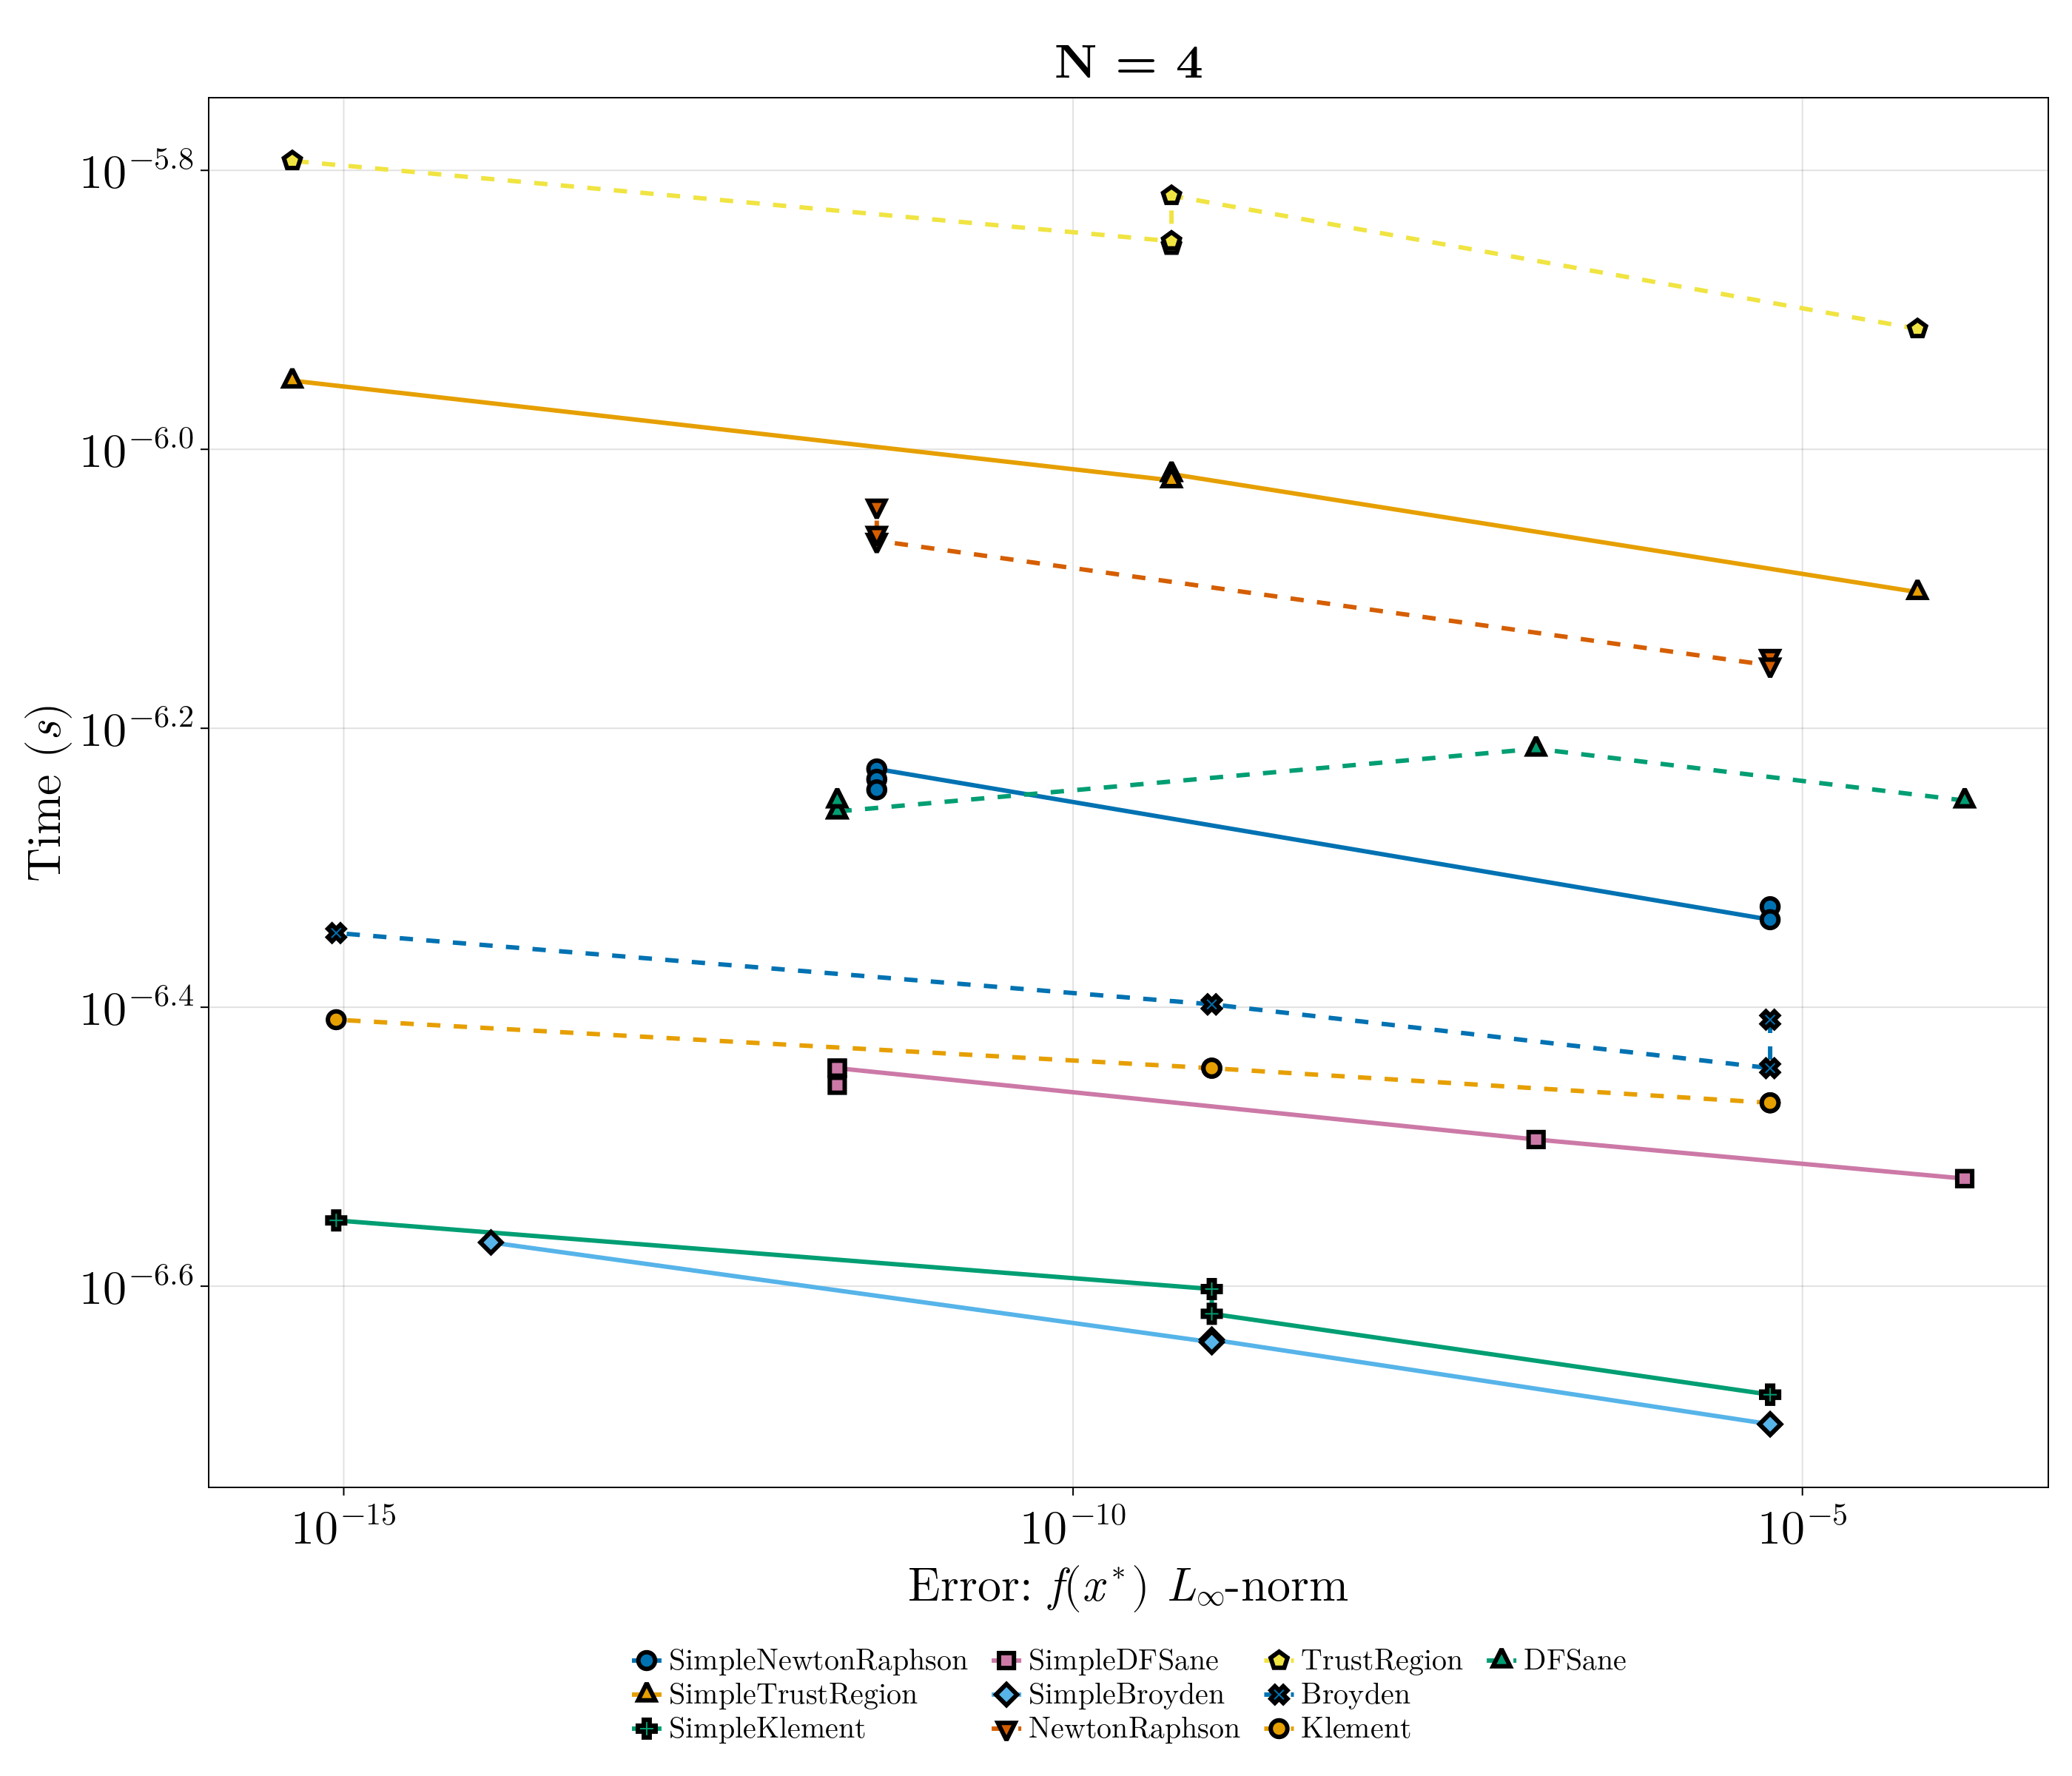 N = 4
10−5.8
10−6.0
10−6.2
10−6.4
10−6.6
Time (s)
10−15 10−10 10−5
Error: f(x*) L∞-norm
SimpleNewtonRaphson SimpleDFSane TrustRegion DFSane
SimpleTrustRegion SimpleBroyden Broyden
SimpleKlement NewtonRaphson Klement